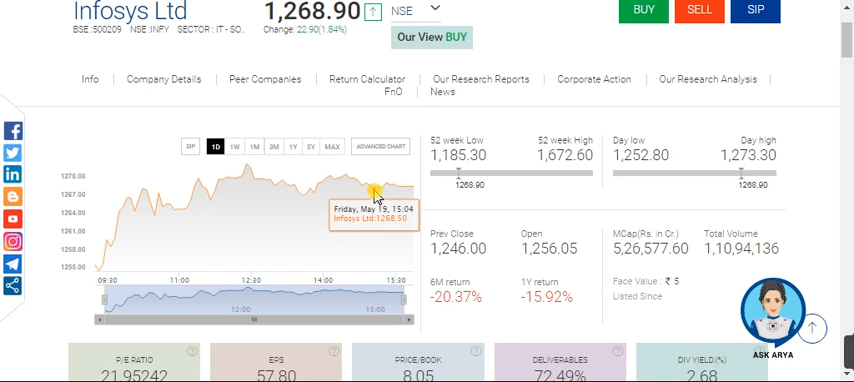 Infosys Ltd
1,268.90
NSE
BUY
SELL
SIP
BSE :500209 NSE :INFY SECTOR : IT - SO..
Change: 22.90(1.84%)
Our View BUY
Info
Company Details
Peer Companies
Return Calculator
Our Research Reports
Corporate Action
Our Research Analysis
FnO
News
SIP
1D
1W
1M
3M
1Y
5Y
MAX
ADVANCED CHART
1270.00
1267.00
1264.00
1261.00
1258.00
1255.00
Friday, May 19, 15:04
Infosys Ltd:1268.50
09:30
11:00
12:30
14:00
15:30
12:00
15:00
52 week Low
52 week High
1,185.30
1,672.60
1268.90
Day low
Day high
1,252.80
1,273.30
1268.90
Prev Close
Open
1,246.00
1,256.05
MCap(Rs. in Cr.)
Total Volume
5,26,577.60
1,10,94,136
6M return
1Y return
-20.37%
-15.92%
Face Value : ₹ 5
Listed Since
ASK ARYA
P/E RATIO
21.95242
EPS
57.80
PRICE/BOOK
8.05
DELIVERABLES
72.49%
DIV YIELD.(%)
2.68